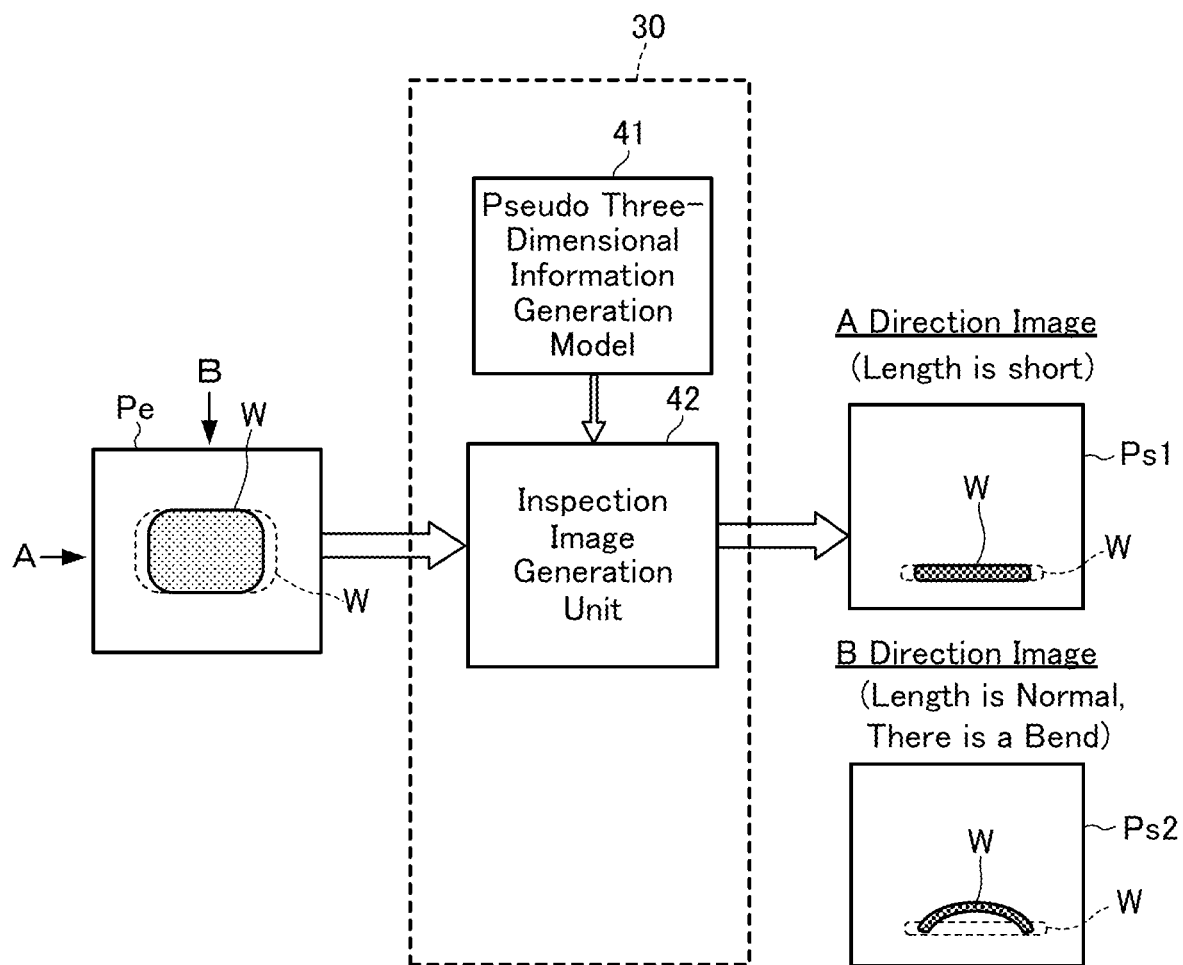 30
41
Pseudo Three-
Dimensional
Information
Generation
Model
A Direction Image
(Length is short)
B
Pe
W
42
Ps1
A
W
Inspection
Image
Generation
Unit
W
W
B Direction Image
(Length is Normal,
There is a Bend)
Ps2
W
W